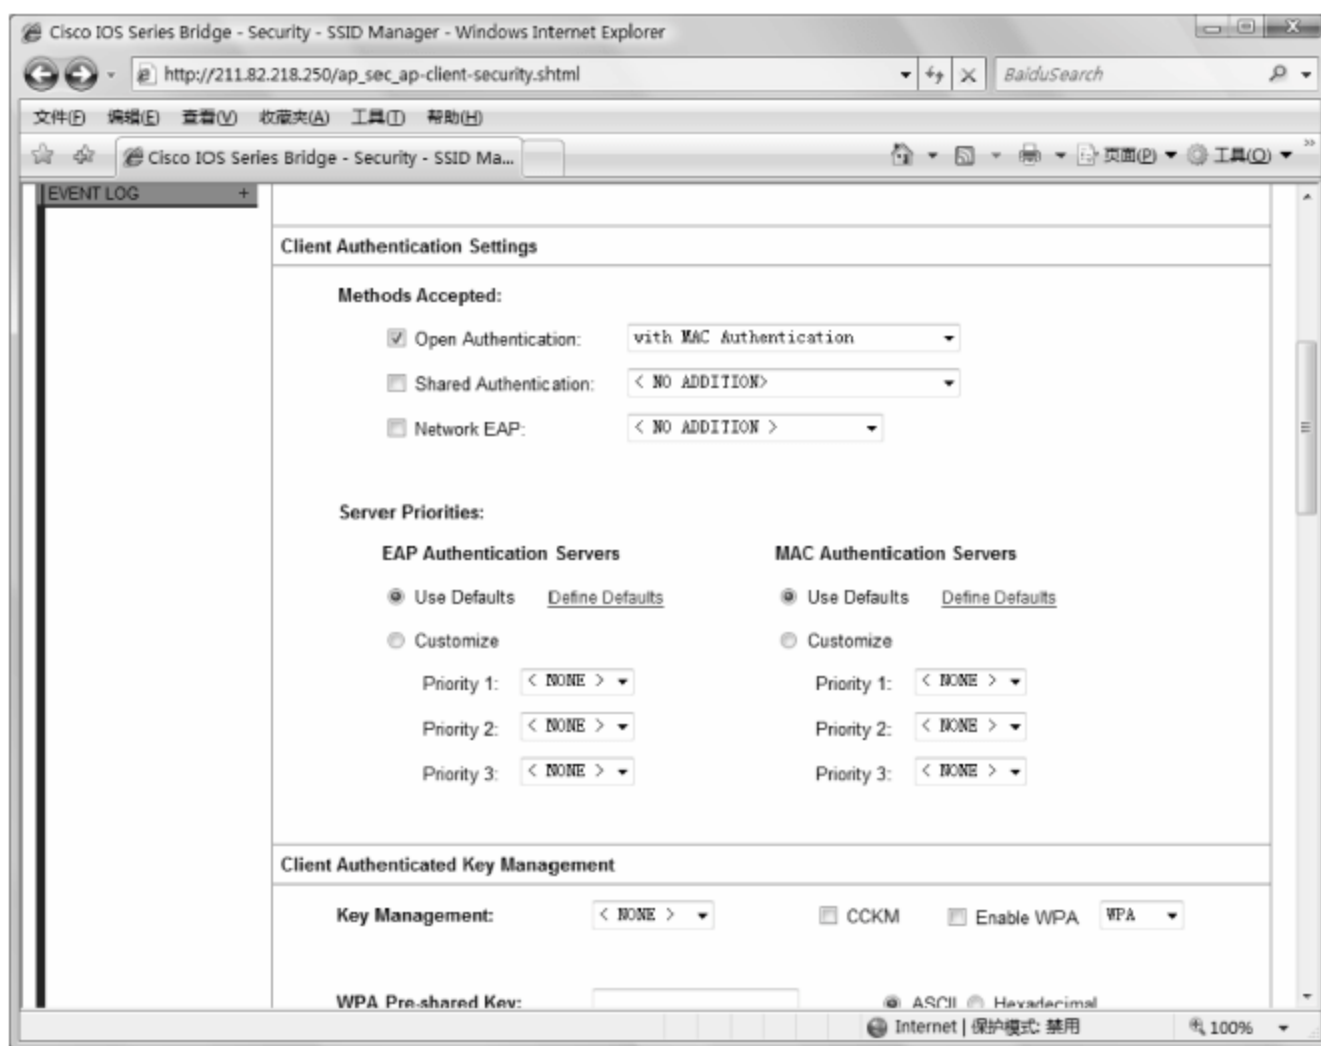 Cisco IOS Series Bridge - Security - SSID Manager - Windows Internet Explorer
http://211.82.218.250/ap_sec_ap-client-security.shtml
BaiduSearch
文件(F) 编辑(E) 查看(V) 收藏夹(A) 工具(T) 帮助(H)
Cisco IOS Series Bridge - Security - SSID Ma...
页面(P) 工具(O)
EVENT LOG +
Client Authentication Settings
Methods Accepted:
Open Authentication: with MAC Authentication
Shared Authentication: < NO ADDITION>
Network EAP: < NO ADDITION >
Server Priorities:
EAP Authentication Servers MAC Authentication Servers
Use Defaults Define Defaults Use Defaults Define Defaults
Customize Customize
Priority 1: < NONE > Priority 1: < NONE >
Priority 2: < NONE > Priority 2: < NONE >
Priority 3: < NONE > Priority 3: < NONE >
Client Authenticated Key Management
Key Management: < NONE > CCKM Enable WPA WPA
WPA Pre-shared Key: ASCII Hexadecimal
Internet | 保护模式: 禁用 100%